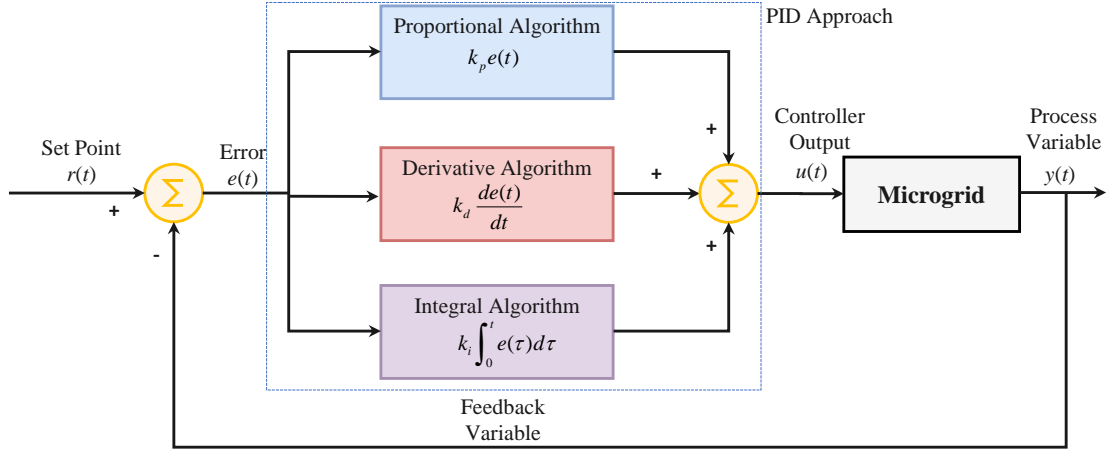 PID Approach
Proportional Algorithm
k_p e(t)
+
Controller
Output
u(t)
Process
Variable
y(t)
Set Point
r(t)
+
-
Σ
Error
e(t)
Derivative Algorithm
k_d de(t)/dt
+
Σ
Microgrid
+
Integral Algorithm
k_i ∫_0^t e(τ)dτ
Feedback
Variable